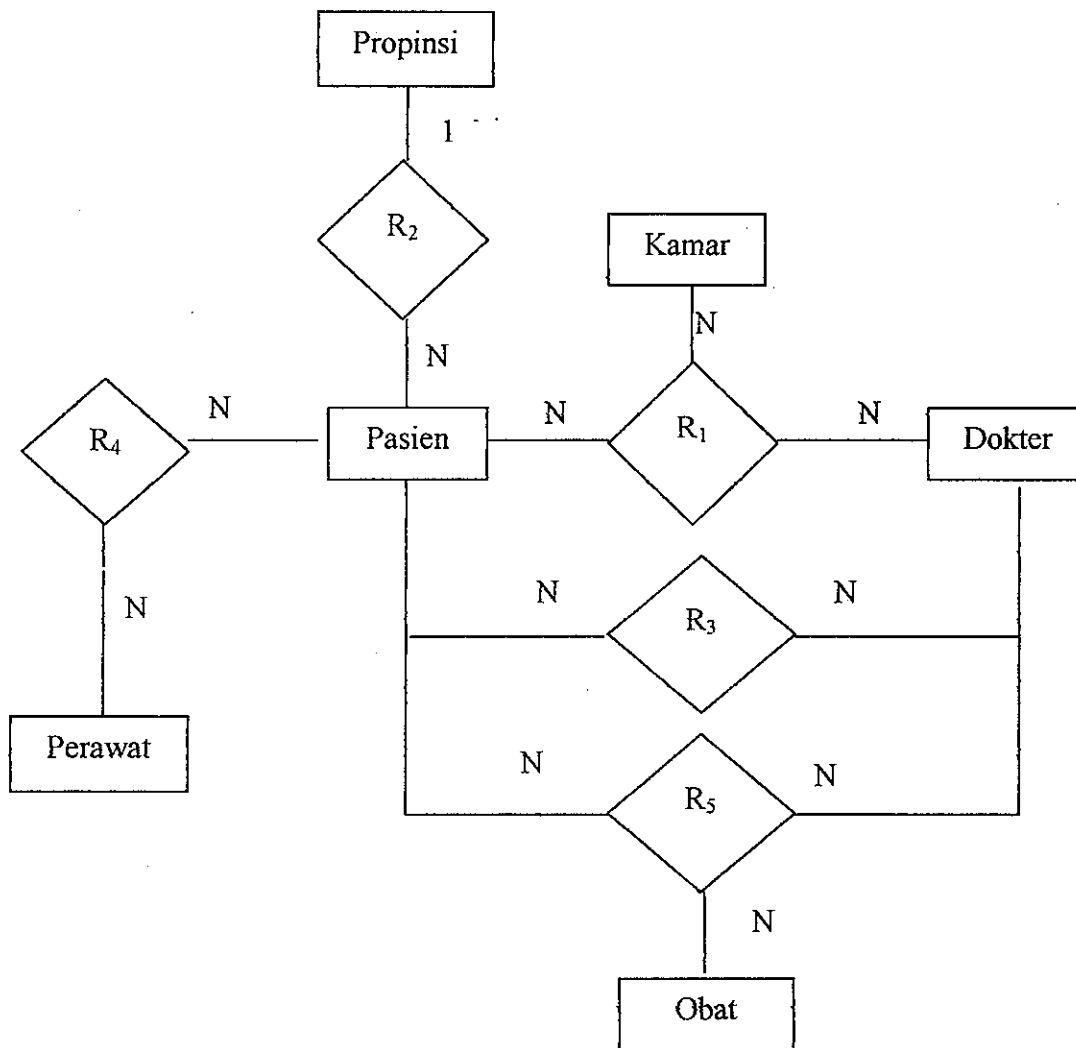 Propinsi
1
R₂
Kamar
N
N
N
N
N
R₄
Pasien
R₁
Dokter
N
N
N
R₃
Perawat
N
N
R₅
N
Obat